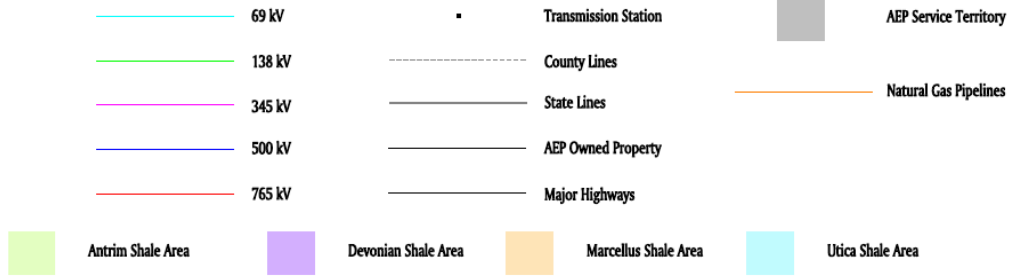 69 kV
Transmission Station
AEP Service Territory
138 kV
County Lines
345 kV
State Lines
Natural Gas Pipelines
500 kV
AEP Owned Property
765 kV
Major Highways
Antrim Shale Area
Devonian Shale Area
Marcellus Shale Area
Utica Shale Area